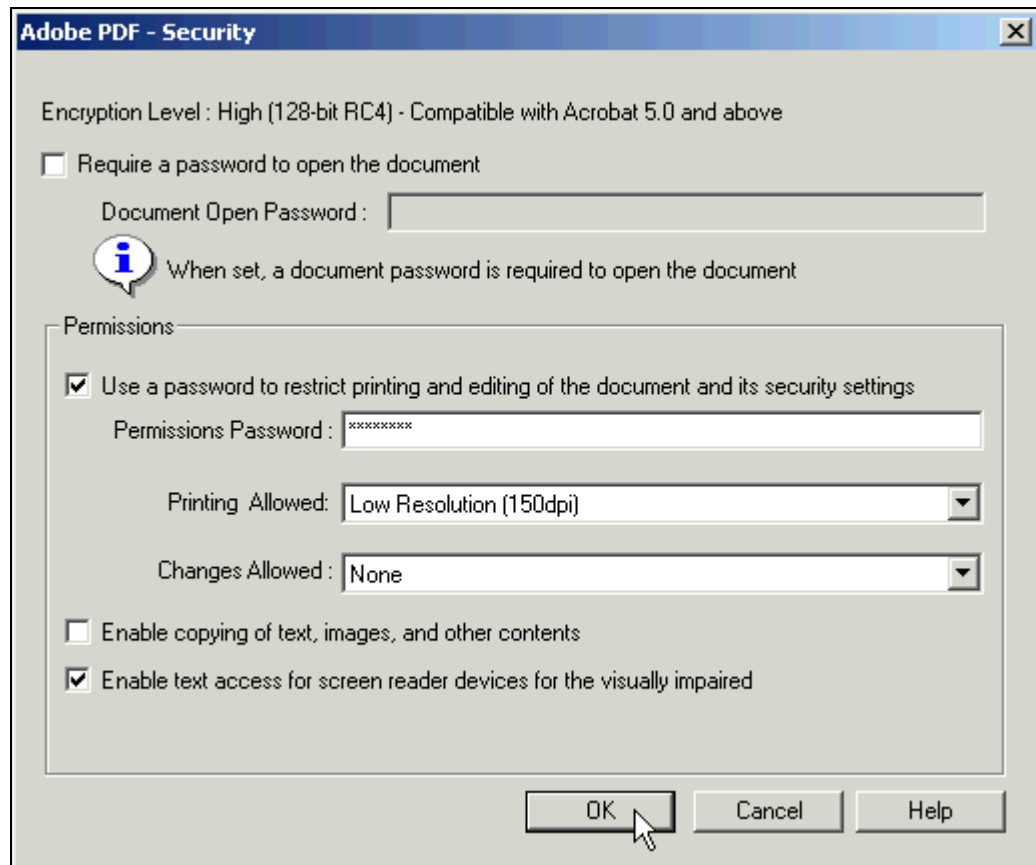 Adobe PDF - Security
Encryption Level : High (128-bit RC4) - Compatible with Acrobat 5.0 and above
Require a password to open the document
Document Open Password :
When set, a document password is required to open the document
Permissions
Use a password to restrict printing and editing of the document and its security settings
Permissions Password : ********
Printing Allowed: Low Resolution (150dpi)
Changes Allowed : None
Enable copying of text, images, and other contents
Enable text access for screen reader devices for the visually impaired
OK Cancel Help